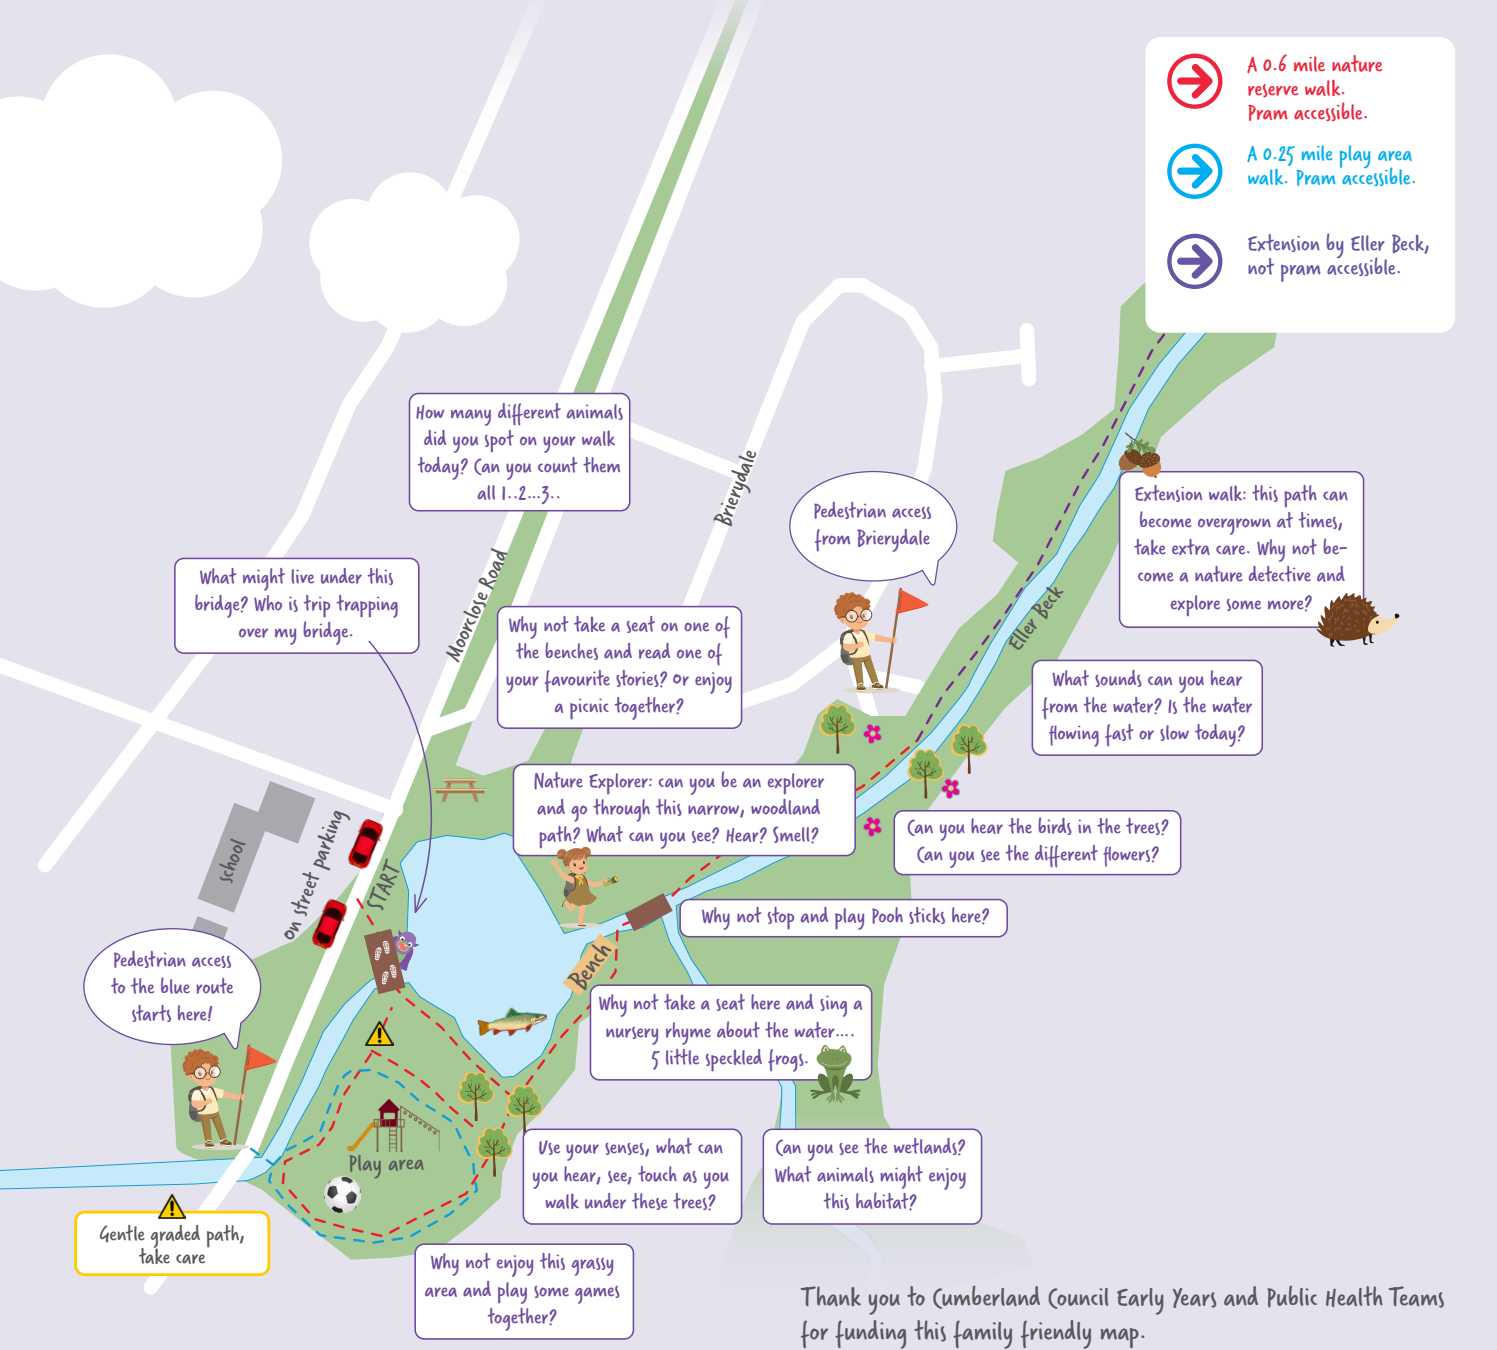 A 0.6 mile nature
reserve walk.
Pram accessible.
A 0.25 mile play area
walk. Pram accessible.
Extension by Eller Beck,
not pram accessible.
How many different animals
did you spot on your walk
today? Can you count them
all 1..2...3..
Brierydale
Pedestrian access
from Brierydale
Extension walk: this path can
become overgrown at times,
take extra care. Why not be-
come a nature detective and
explore some more?
What might live under this
bridge? Who is trip trapping
over my bridge.
Moorclose Road
Why not take a seat on one of
the benches and read one of
your favourite stories? Or enjoy
a picnic together?
Eller Beck
What sounds can you hear
from the water? Is the water
flowing fast or slow today?
Nature Explorer: can you be an explorer
and go through this narrow, woodland
path? What can you see? Hear? Smell?
Can you hear the birds in the trees?
Can you see the different flowers?
School
on street parking
START
Why not stop and play Pooh sticks here?
Pedestrian access
to the blue route
starts here!
Bench
Why not take a seat here and sing a
nursery rhyme about the water....
5 little speckled frogs.
Play area
Use your senses, what can
you hear, see, touch as you
walk under these trees?
Can you see the wetlands?
What animals might enjoy
this habitat?
Gentle graded path,
take care
Why not enjoy this grassy
area and play some games
together?
Thank you to Cumberland Council Early Years and Public Health Teams
for funding this family friendly map.